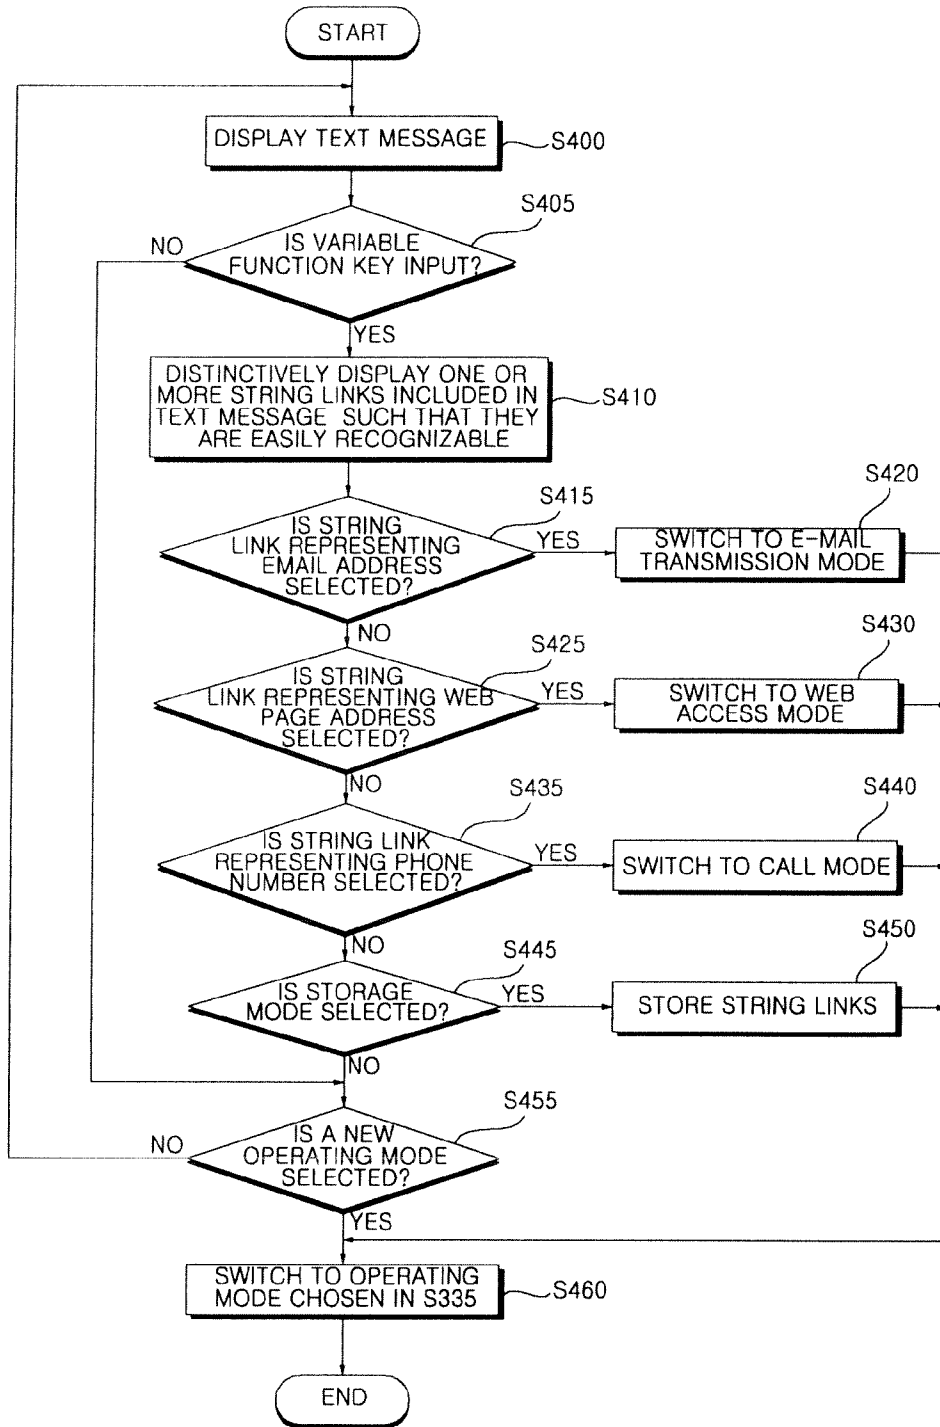 START
DISPLAY TEXT MESSAGE
S400
S405
NO
IS VARIABLE
FUNCTION KEY INPUT?
YES
DISTINCTIVELY DISPLAY ONE OR
MORE STRING LINKS INCLUDED IN
TEXT MESSAGE SUCH THAT THEY
ARE EASILY RECOGNIZABLE
S410
S415
S420
IS STRING
LINK REPRESENTING
EMAIL ADDRESS
SELECTED?
YES
SWITCH TO E-MAIL
TRANSMISSION MODE
NO
S425
S430
IS STRING
LINK REPRESENTING WEB
PAGE ADDRESS
SELECTED?
YES
SWITCH TO WEB
ACCESS MODE
NO
S435
S440
IS STRING LINK
REPRESENTING PHONE
NUMBER SELECTED?
YES
SWITCH TO CALL MODE
NO
S445
S450
IS STORAGE
MODE SELECTED?
YES
STORE STRING LINKS
NO
S455
NO
IS A NEW
OPERATING MODE
SELECTED?
YES
SWITCH TO OPERATING
MODE CHOSEN IN S335
S460
END